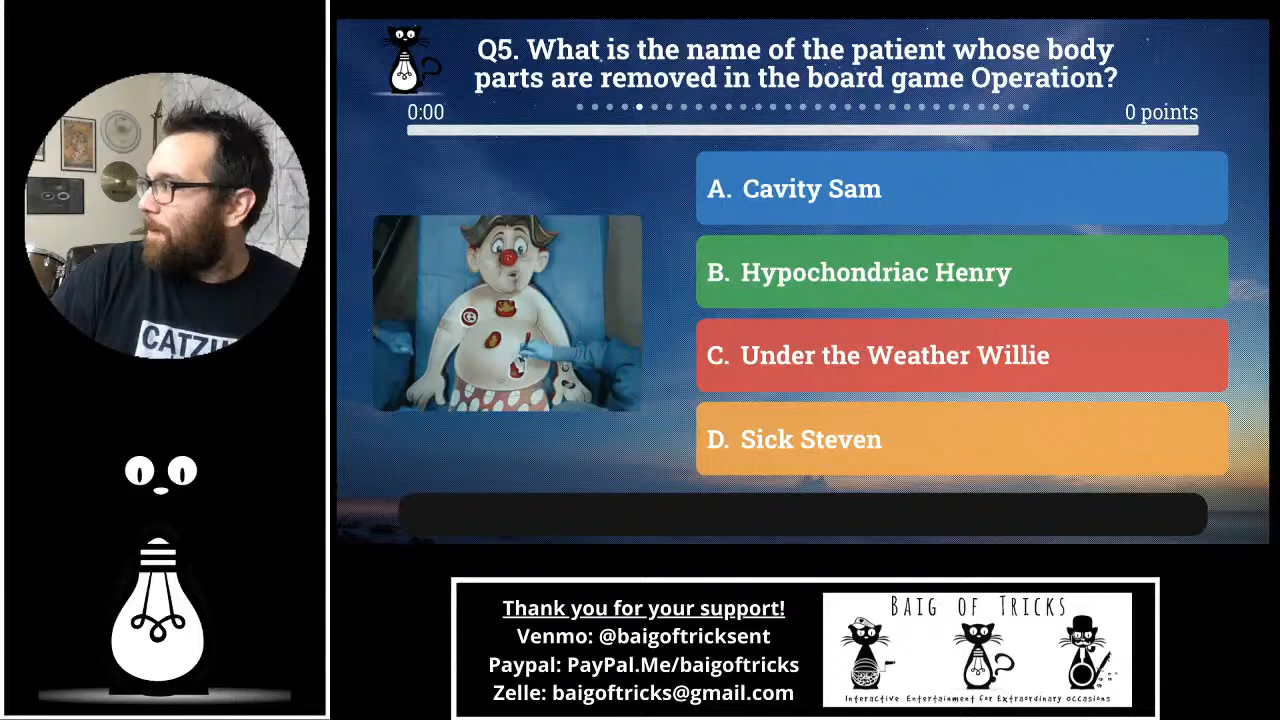 Q5. What is the name of the patient whose body
parts are removed in the board game Operation?
0:00
0 points
A. Cavity Sam
B. Hypochondriac Henry
C. Under the Weather Willie
D. Sick Steven
Thank you for your support!
Venmo: @baigoftricksent
Paypal: PayPal.Me/baigoftricks
Zelle: baigoftricks@gmail.com
BAIG OF TRICKS
Interactive Entertainment for Extraordinary occasions